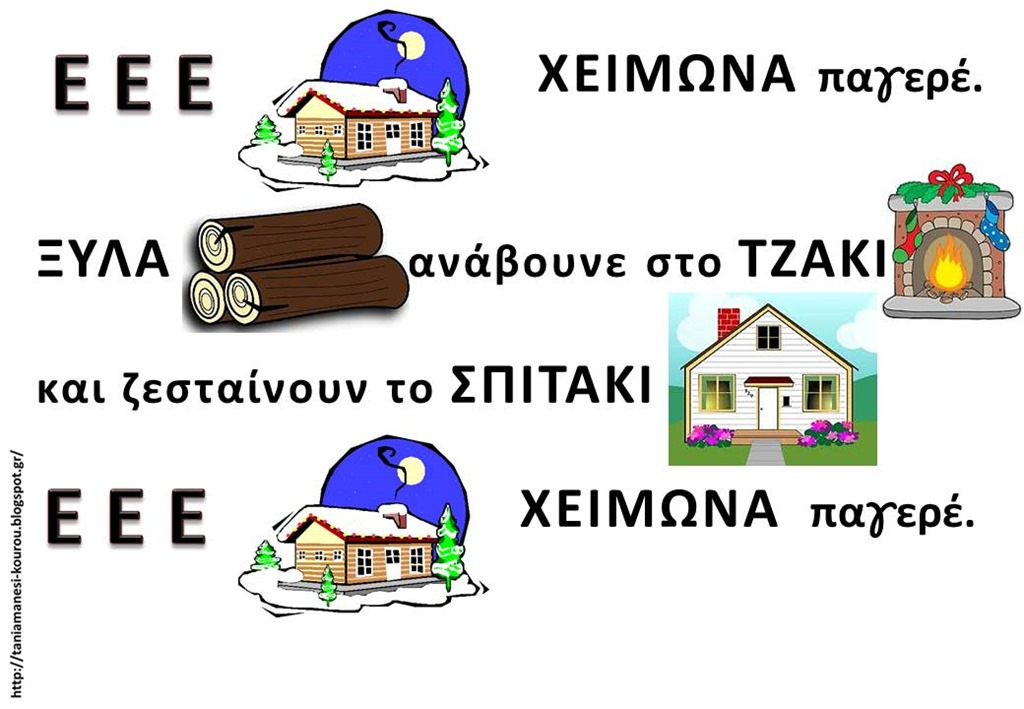 Ε Ε Ε ΧΕΙΜΩΝΑ παγερέ.
ΞΥΛΑ ανάβουνε στο ΤΖΑΚΙ
και ζεσταίνουν το ΣΠΙΤΑΚΙ
Ε Ε Ε ΧΕΙΜΩΝΑ παγερέ.
http://taniamanesi-kourou.blogspot.gr/